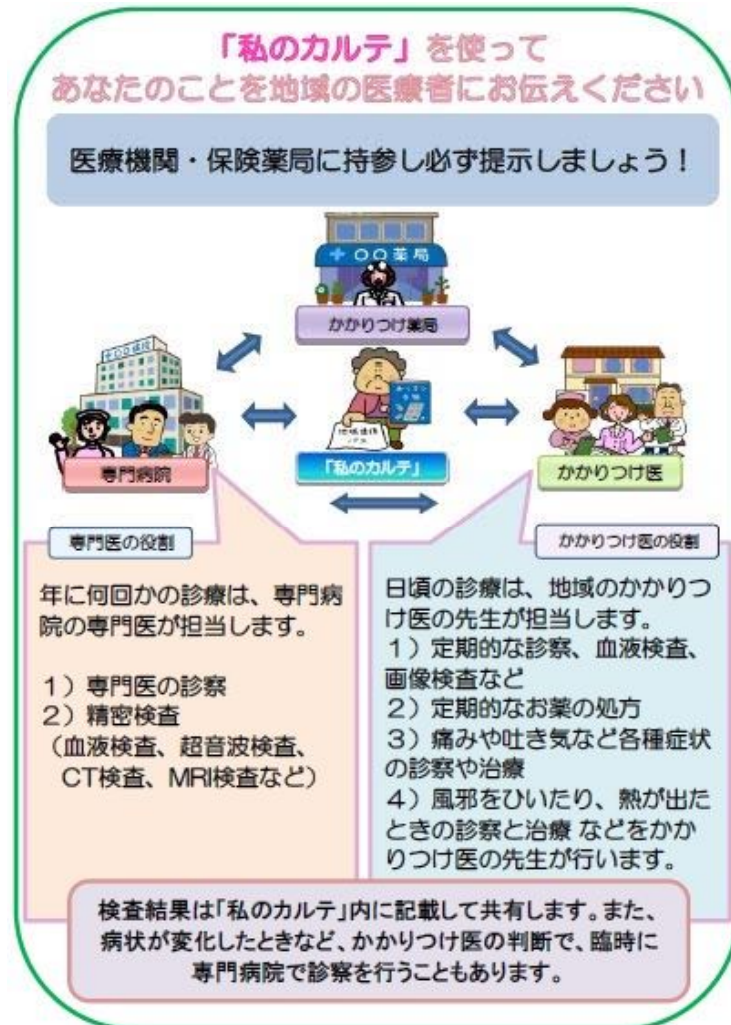 「私のカルテ」を使って
あなたのことを地域の医療者にお伝えください
医療機関・保険薬局に持参し必ず提示しましょう！
〇〇薬局
かかりつけ薬局
専門病院
「私のカルテ」
かかりつけ医
専門医の役割
年に何回かの診療は、専門病
院の専門医が担当します。
１）専門医の診察
２）精密検査
（血液検査、超音波検査、
CT検査、MRI検査など）
かかりつけ医の役割
日頃の診療は、地域のかかりつ
け医の先生が担当します。
１）定期的な診察、血液検査、
画像検査など
２）定期的なお薬の処方
３）痛みや吐き気など各種症状
の診察や治療
４）風邪をひいたり、熱が出た
ときの診察と治療 などをかか
りつけ医の先生が行います。
検査結果は「私のカルテ」内に記載して共有します。また、
病状が変化したときなど、かかりつけ医の判断で、臨時に
専門病院で診察を行うこともあります。